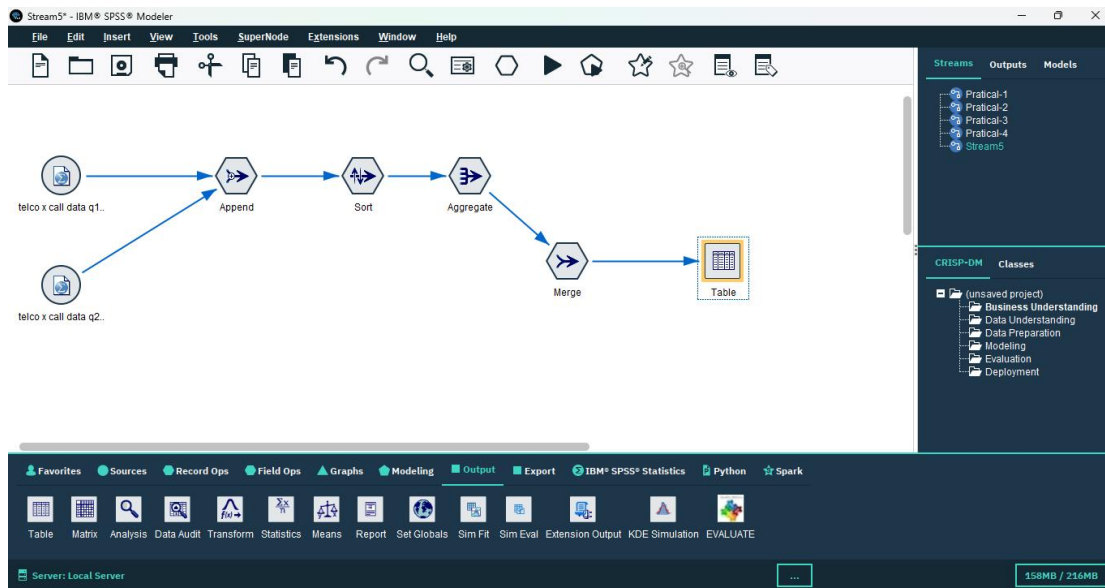 Stream5* - IBM® SPSS® Modeler
File Edit Insert View Tools SuperNode Extensions Window Help
Streams Outputs Models
Pratical-1
Pratical-2
Pratical-3
Pratical-4
Stream5
telco x call data q1..
Append
Sort
Aggregate
telco x call data q2..
Merge
Table
CRISP-DM Classes
(unsaved project)
Business Understanding
Data Understanding
Data Preparation
Modeling
Evaluation
Deployment
Favorites Sources Record Ops Field Ops Graphs Modeling Output Export IBM® SPSS® Statistics Python Spark
Table Matrix Analysis Data Audit Transform Statistics Means Report Set Globals Sim Fit Sim Eval Extension Output KDE Simulation EVALUATE
Server: Local Server ... 158MB / 216MB